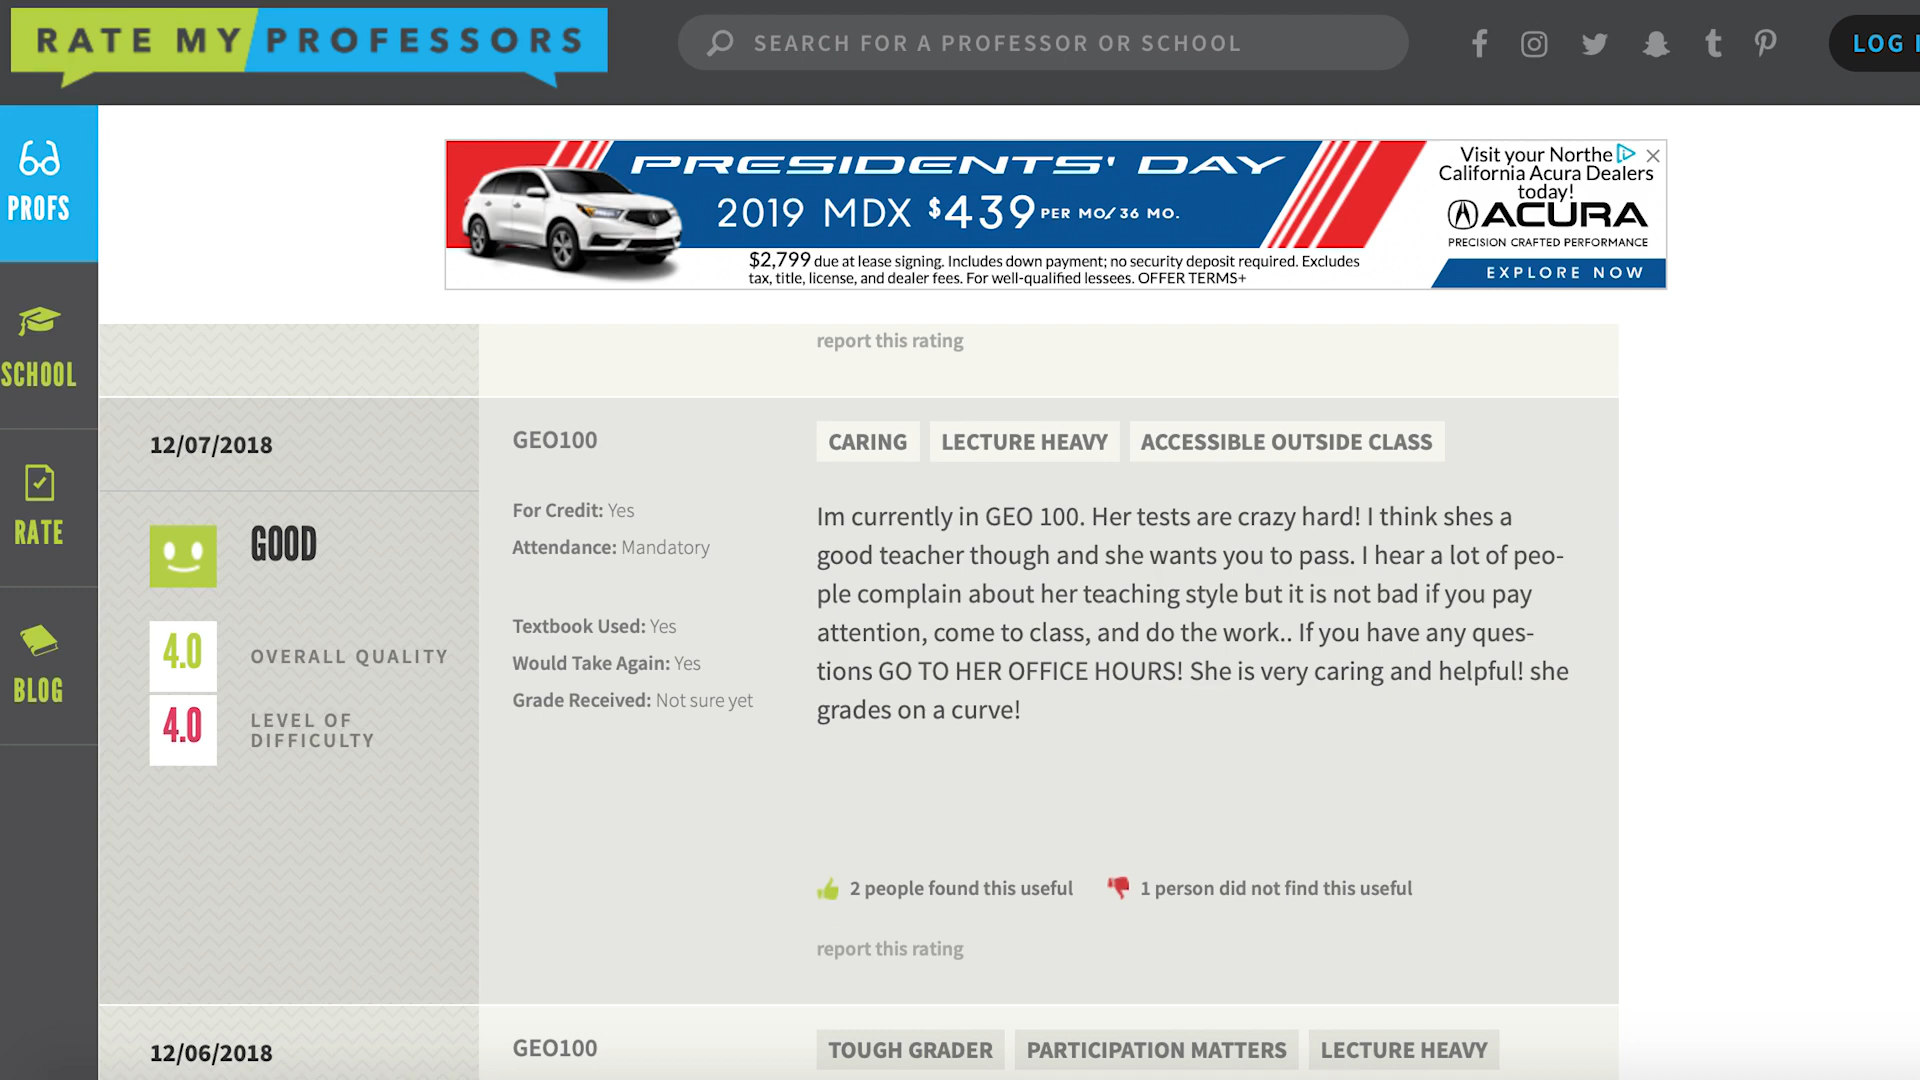 RATE MY PROFESSORS
SEARCH FOR A PROFESSOR OR SCHOOL
LOG
PROFS
SCHOOL
RATE
BLOG
PRESIDENTS' DAY
2019 MDX $439 PER MO/ 36 MO.
$2,799 due at lease signing. Includes down payment; no security deposit required. Excludes
tax, title, license, and dealer fees. For well-qualified lessees. OFFER TERMS+
Visit your Northe
California Acura Dealers
today!
ACURA
PRECISION CRAFTED PERFORMANCE
EXPLORE NOW
report this rating
12/07/2018
GOOD
4.0 OVERALL QUALITY
4.0 LEVEL OF
DIFFICULTY
GEO100
For Credit: Yes
Attendance: Mandatory
Textbook Used: Yes
Would Take Again: Yes
Grade Received: Not sure yet
CARING LECTURE HEAVY ACCESSIBLE OUTSIDE CLASS
Im currently in GEO 100. Her tests are crazy hard! I think shes a
good teacher though and she wants you to pass. I hear a lot of peo-
ple complain about her teaching style but it is not bad if you pay
attention, come to class, and do the work.. If you have any ques-
tions GO TO HER OFFICE HOURS! She is very caring and helpful! she
grades on a curve!
2 people found this useful 1 person did not find this useful
report this rating
12/06/2018
GEO100
TOUGH GRADER PARTICIPATION MATTERS LECTURE HEAVY